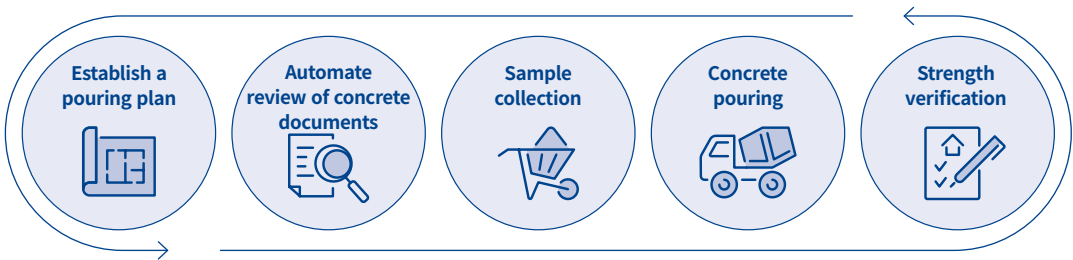 Establish a
pouring plan
Automate
review of concrete
documents
Sample
collection
Concrete
pouring
Strength
verification